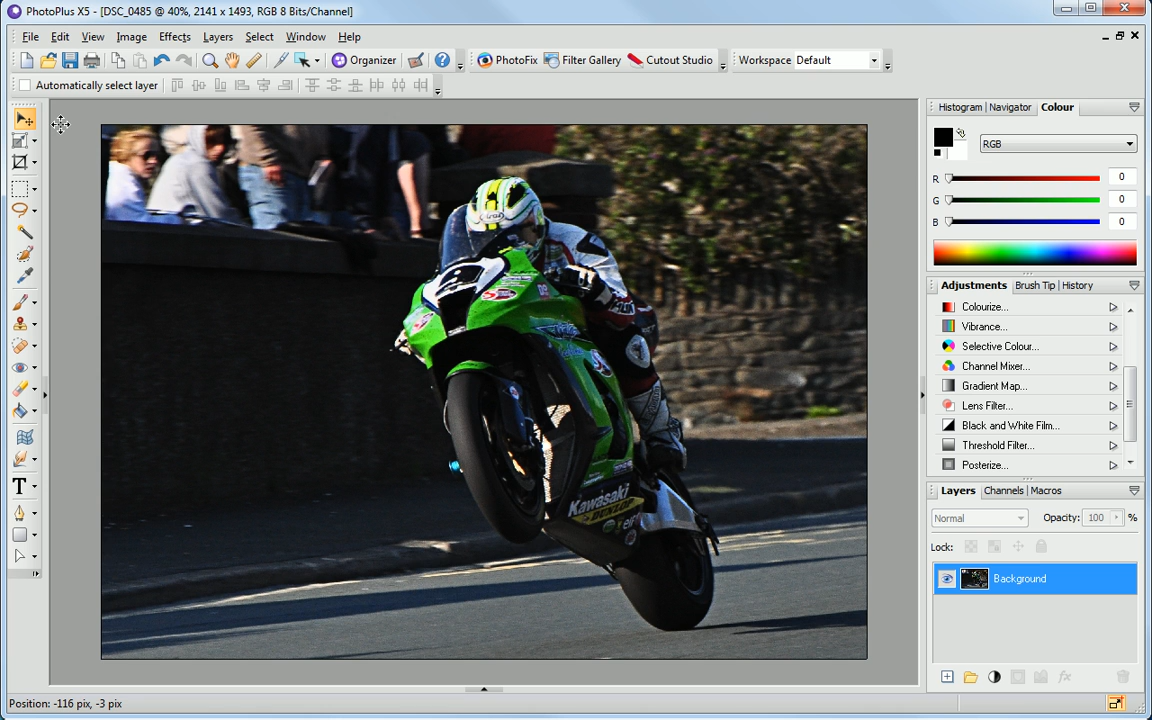 PhotoPlus X5 - [DSC_0485 @ 40%, 2141 x 1493, RGB 8 Bits/Channel]
File Edit View Image Effects Layers Select Window Help
Organizer PhotoFix Filter Gallery Cutout Studio Workspace Default
Automatically select layer
Histogram Navigator Colour
RGB
R 0
G 0
B 0
Adjustments Brush Tip History
Colourize...
Vibrance...
Selective Colour...
Channel Mixer...
Gradient Map...
Lens Filter...
Black and White Film...
Threshold Filter...
Posterize...
Layers Channels Macros
Normal Opacity: 100 %
Lock:
Background
Arai
Kawasaki
DUNLOP
Position: -116 pix, -3 pix